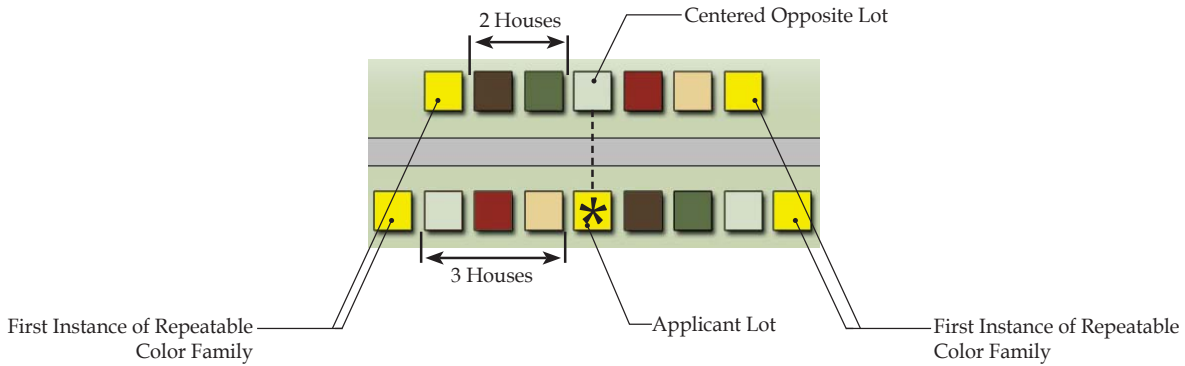 2 Houses
Centered Opposite Lot
*
3 Houses
First Instance of Repeatable
Color Family
Applicant Lot
First Instance of Repeatable
Color Family